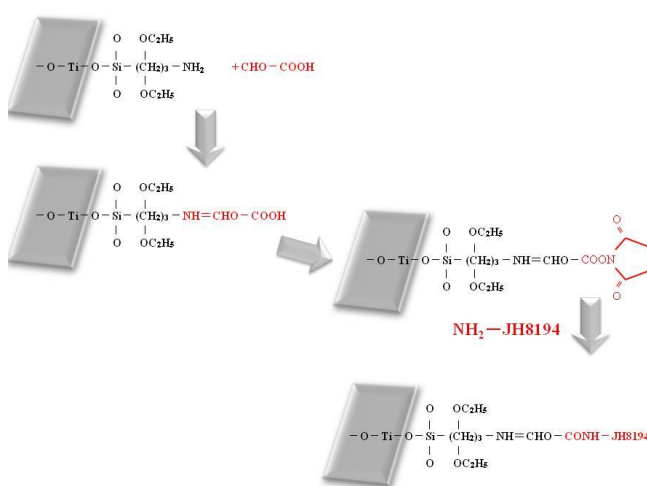 O OC2H5
— O — Ti — O — Si — (CH2)3 — NH2 +CHO—COOH
O OC2H5
O OC2H5
— O — Ti — O — Si — (CH2)3 — NH=CHO—COOH
O OC2H5
O OC2H5 O
— O — Ti — O — Si — (CH2)3 — NH=CHO — COON
O OC2H5 O
NH2—JH8194
O OC2H5
— O — Ti — O — Si — (CH2)3 — NH=CHO — CONH—JH8194
O OC2H5